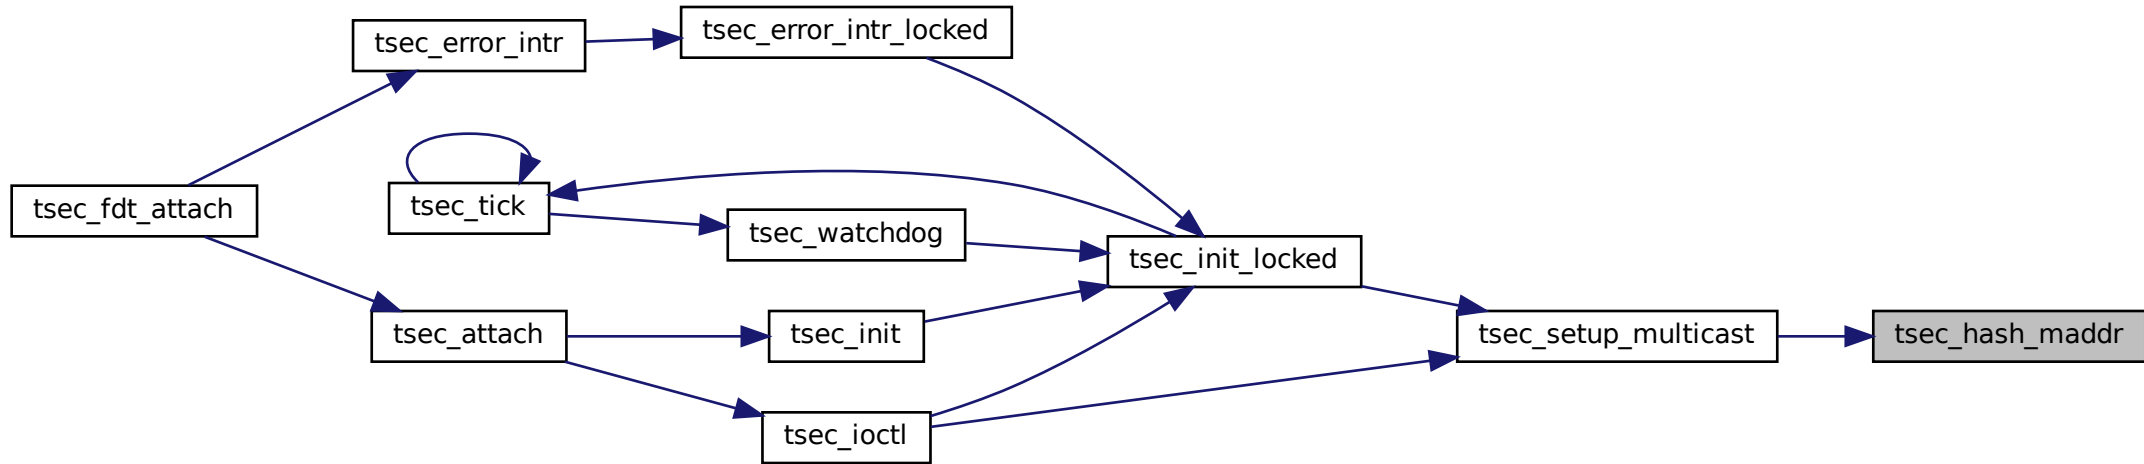 tsec_error_intr_locked
tsec_error_intr
tsec_fdt_attach
tsec_tick
tsec_watchdog
tsec_init_locked
tsec_attach
tsec_init
tsec_setup_multicast
tsec_hash_maddr
tsec_ioctl